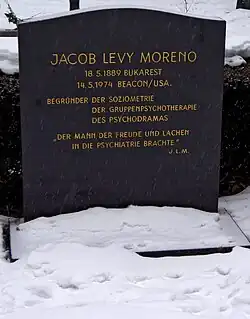 JACOB LEVY MORENO
18.5.1889 BUKAREST
14.5.1974 BEACON/USA.
BEGRÜNDER DER SOZIOMETRIE
DER GRUPPENPSYCHOTHERAPIE
DES PSYCHODRAMAS
„DER MANN DER FREUDE UND LACHEN
IN DIE PSYCHIATRIE BRACHTE“
J.L.M.